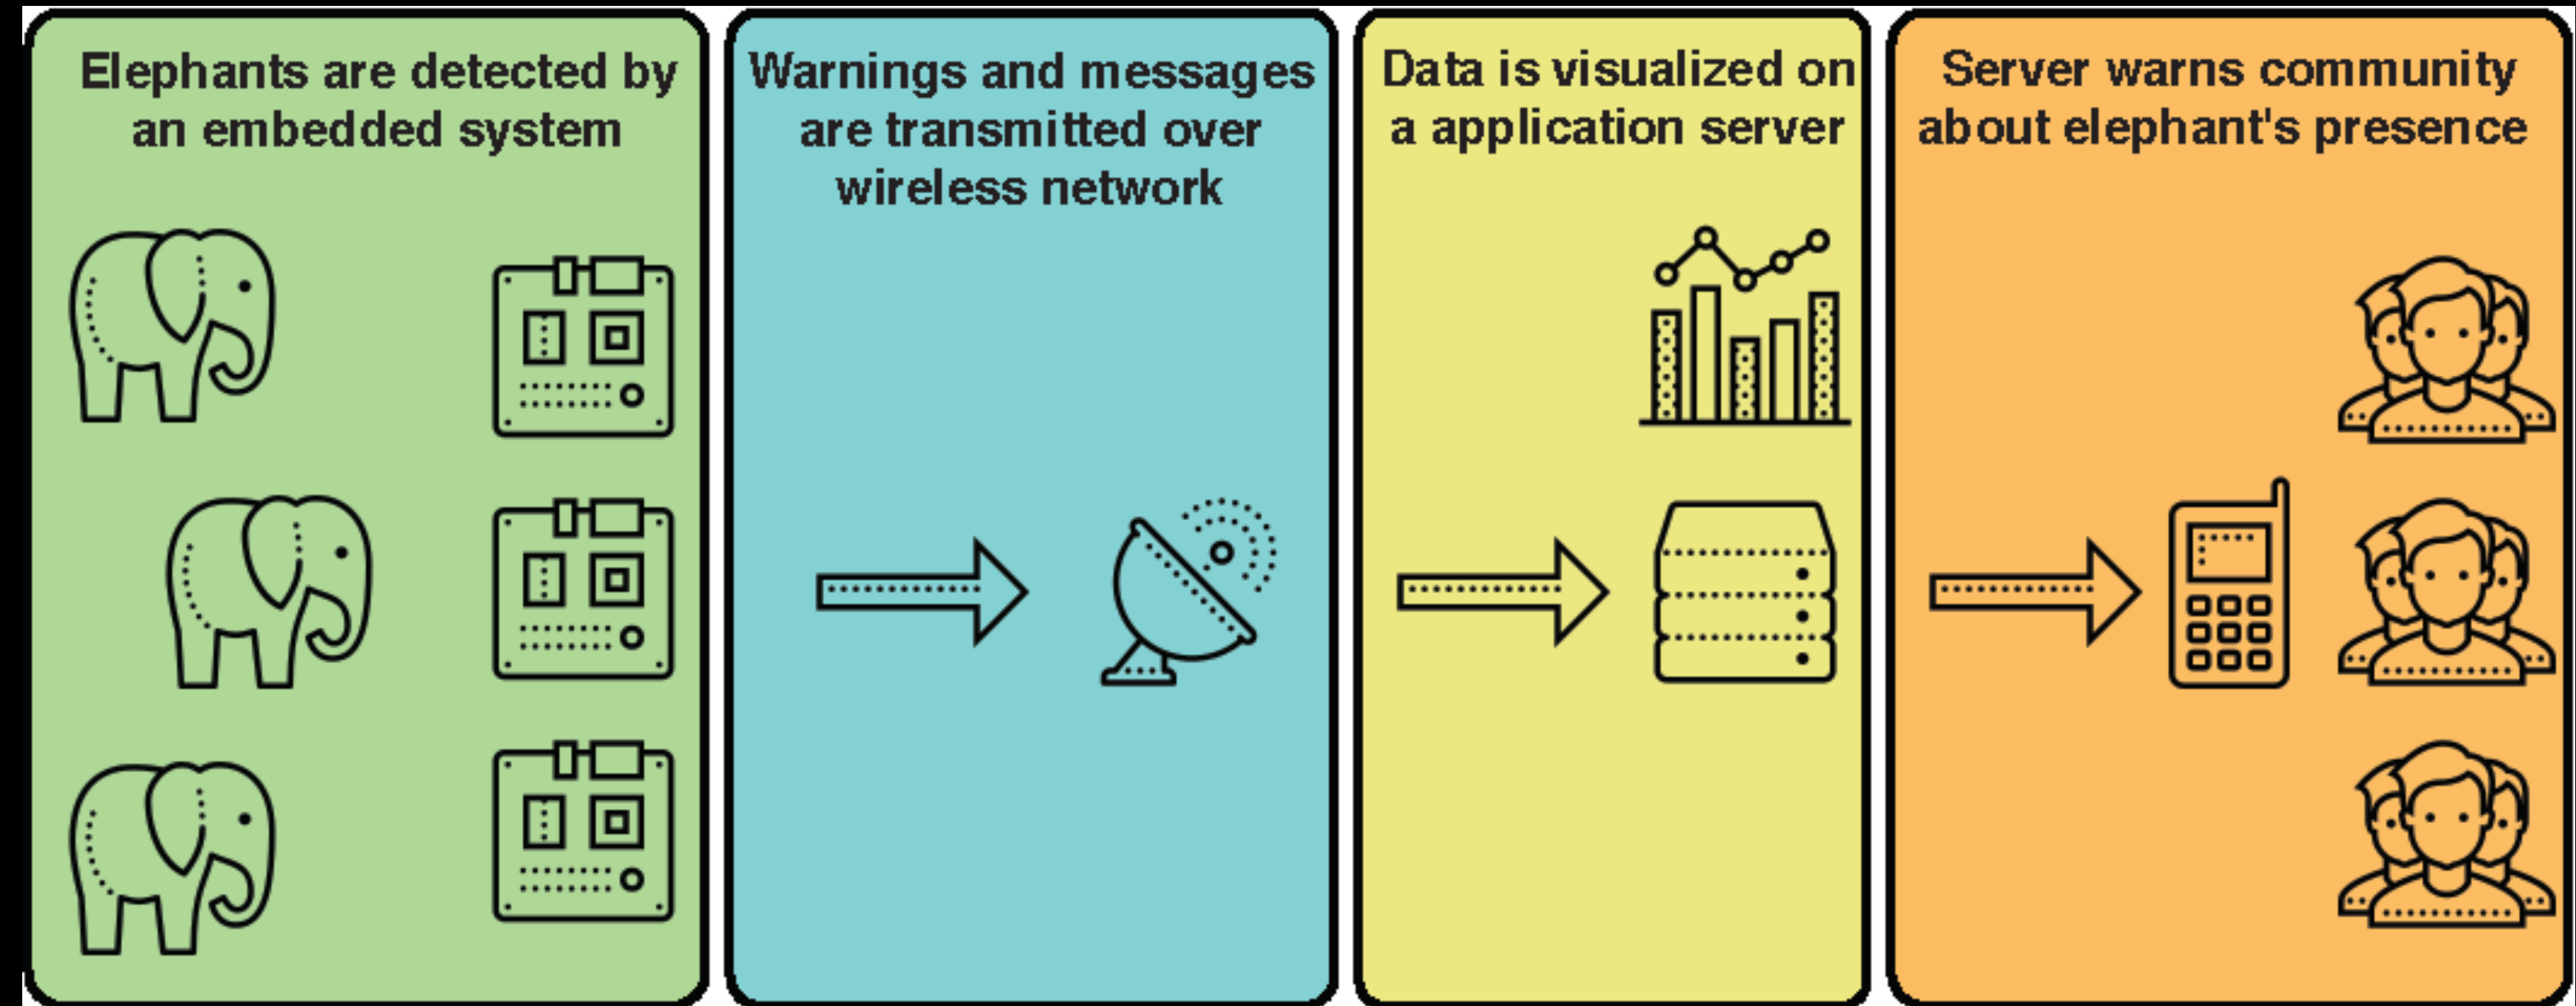 Elephants are detected by
an embedded system
Warnings and messages
are transmitted over
wireless network
Data is visualized on
a application server
Server warns community
about elephant's presence